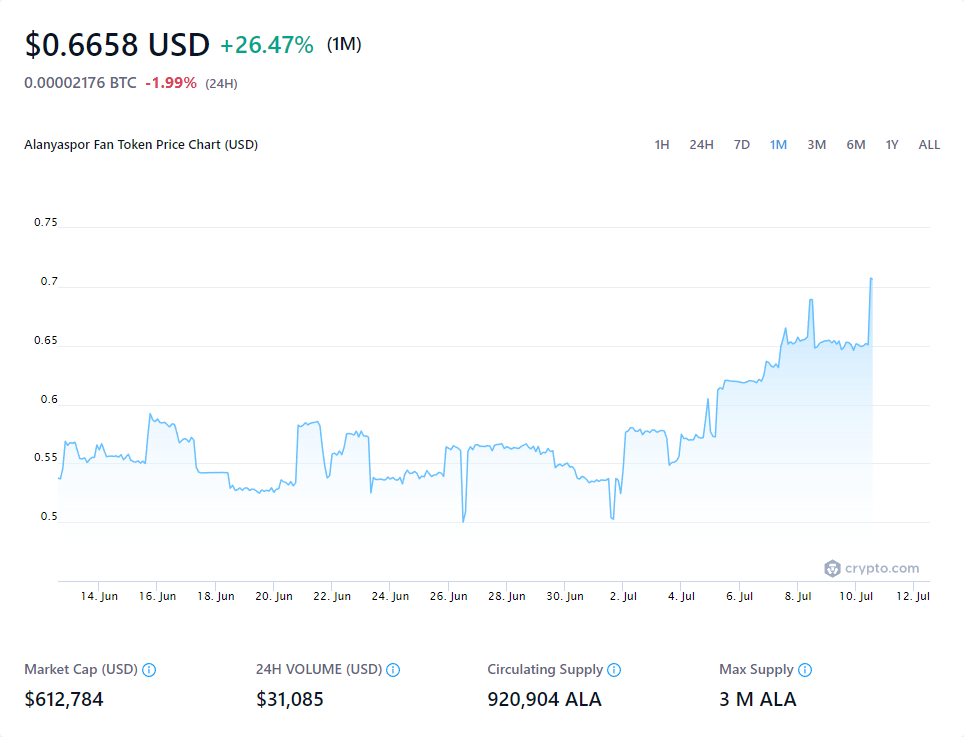 $0.6658 USD +26.47% (1M)
0.00002176 BTC -1.99% (24H)
Alanyaspor Fan Token Price Chart (USD) 1H 24H 7D 1M 3M 6M 1Y ALL
0.75
0.7
0.65
0.6
0.55
0.5
crypto.com
14. Jun 16. Jun 18. Jun 20. Jun 22. Jun 24. Jun 26. Jun 28. Jun 30. Jun 2. Jul 4. Jul 6. Jul 8. Jul 10. Jul 12. Jul
Market Cap (USD) 24H VOLUME (USD) Circulating Supply Max Supply
$612,784 $31,085 920,904 ALA 3 M ALA